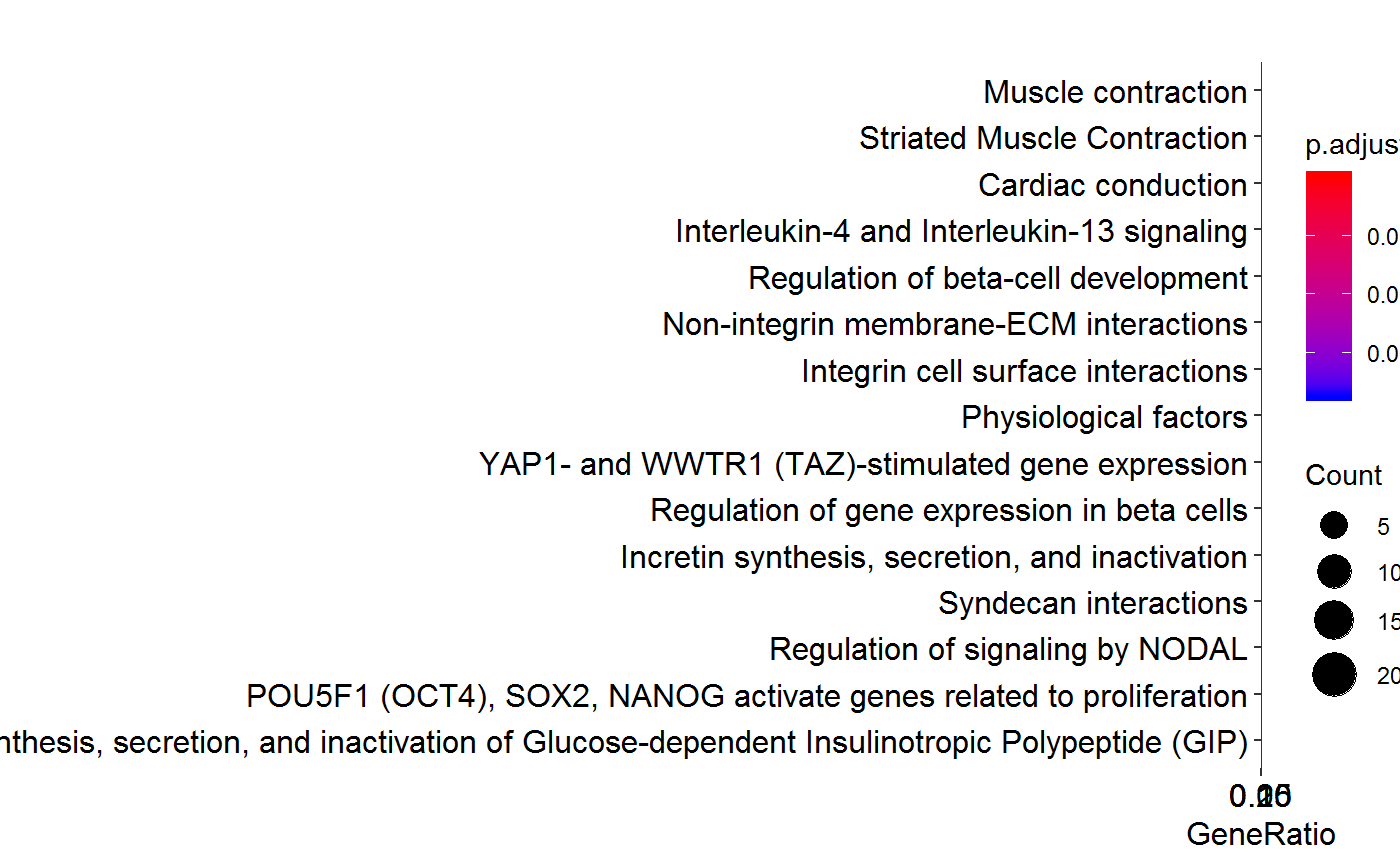 Muscle contraction
Striated Muscle Contraction
Cardiac conduction
Interleukin-4 and Interleukin-13 signaling
Regulation of beta-cell development
Non-integrin membrane-ECM interactions
Integrin cell surface interactions
Physiological factors
YAP1- and WWTR1 (TAZ)-stimulated gene expression
Regulation of gene expression in beta cells
Incretin synthesis, secretion, and inactivation
Syndecan interactions
Regulation of signaling by NODAL
POU5F1 (OCT4), SOX2, NANOG activate genes related to proliferation
nthesis, secretion, and inactivation of Glucose-dependent Insulinotropic Polypeptide (GIP)
GeneRatio
p.adjus
0.0
0.0
0.0
Count
5
10
15
20